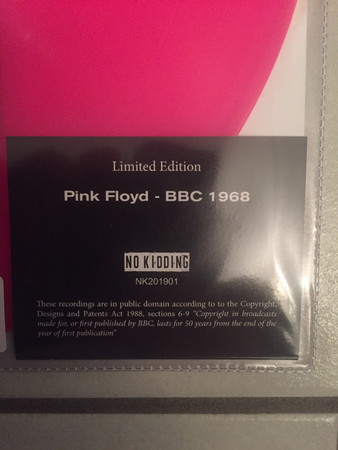 Limited Edition
Pink Floyd - BBC 1968
NO KIDDING
NK201901
These recordings are in public domain according to to the Copyright,
Designs and Patents Act 1988, sections 6-9 "Copyright in broadcasts
made for, or first published by BBC, lasts for 50 years from the end of the
year of first publication"